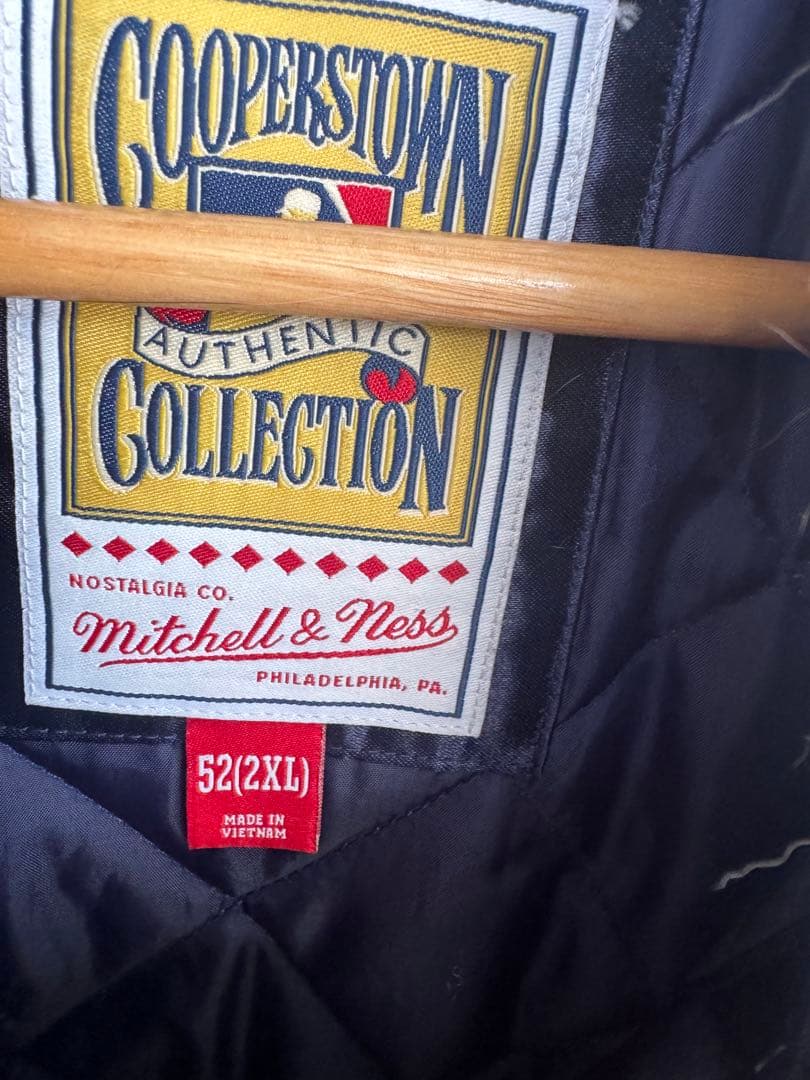 COOPERSTOWN
AUTHENTIC
COLLECTION
NOSTALGIA CO.
Mitchell & Ness
PHILADELPHIA, PA.
52(2XL)
MADE IN
VIETNAM